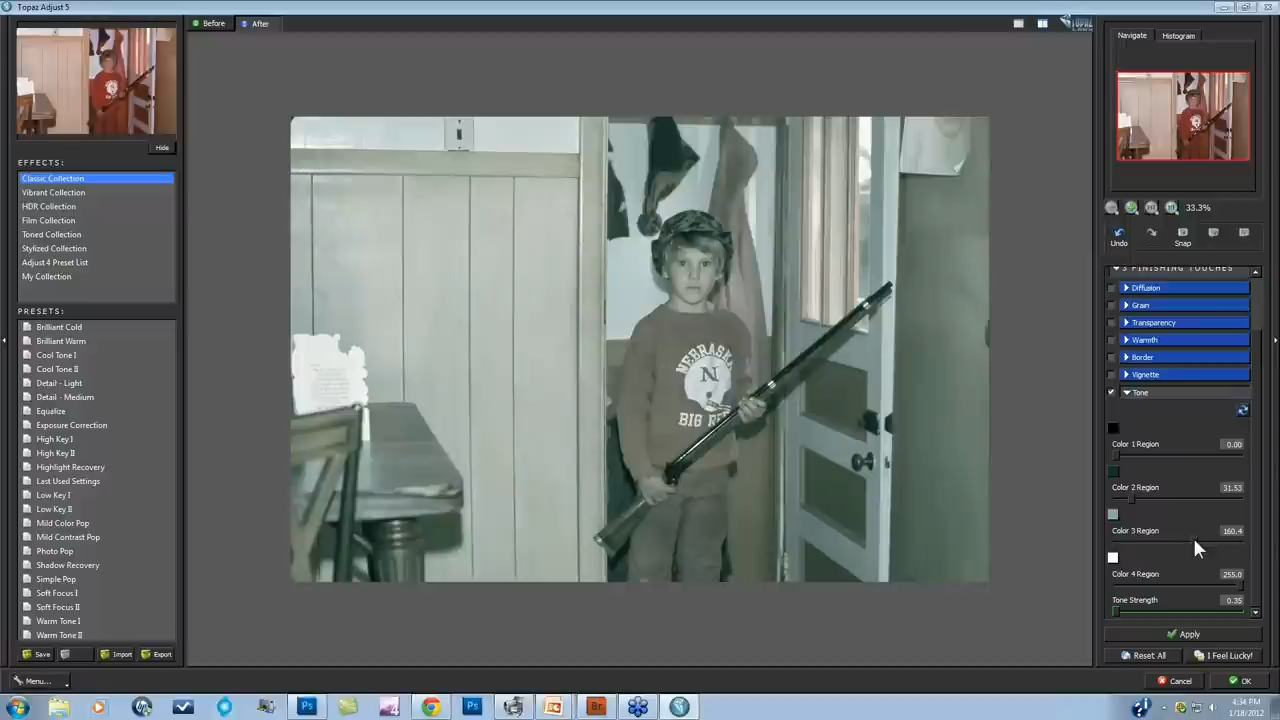 Topaz Adjust 5
Before
After
TOPAZ
Hide
EFFECTS:
Classic Collection
Vibrant Collection
HDR Collection
Film Collection
Toned Collection
Stylized Collection
Adjust 4 Preset List
My Collection
PRESETS:
Brilliant Cold
Brilliant Warm
Cool Tone I
Cool Tone II
Detail - Light
Detail - Medium
Equalize
Exposure Correction
High Key I
High Key II
Highlight Recovery
Last Used Settings
Low Key I
Low Key II
Mild Color Pop
Mild Contrast Pop
Photo Pop
Shadow Recovery
Simple Pop
Soft Focus I
Soft Focus II
Warm Tone I
Warm Tone II
Save
Import
Export
Menu...
NEBRASKA
N
BIG RE
Navigate
Histogram
33.3%
Undo
Snap
3 FINISHING TOUCHES
Diffusion
Grain
Transparency
Warmth
Border
Vignette
Tone
Color 1 Region 0.00
Color 2 Region 31.53
Color 3 Region 160.4
Color 4 Region 255.0
Tone Strength 0.35
Apply
Reset All
I Feel Lucky!
Cancel
OK
Ps
Ps
Br
4:34 PM
1/18/2012